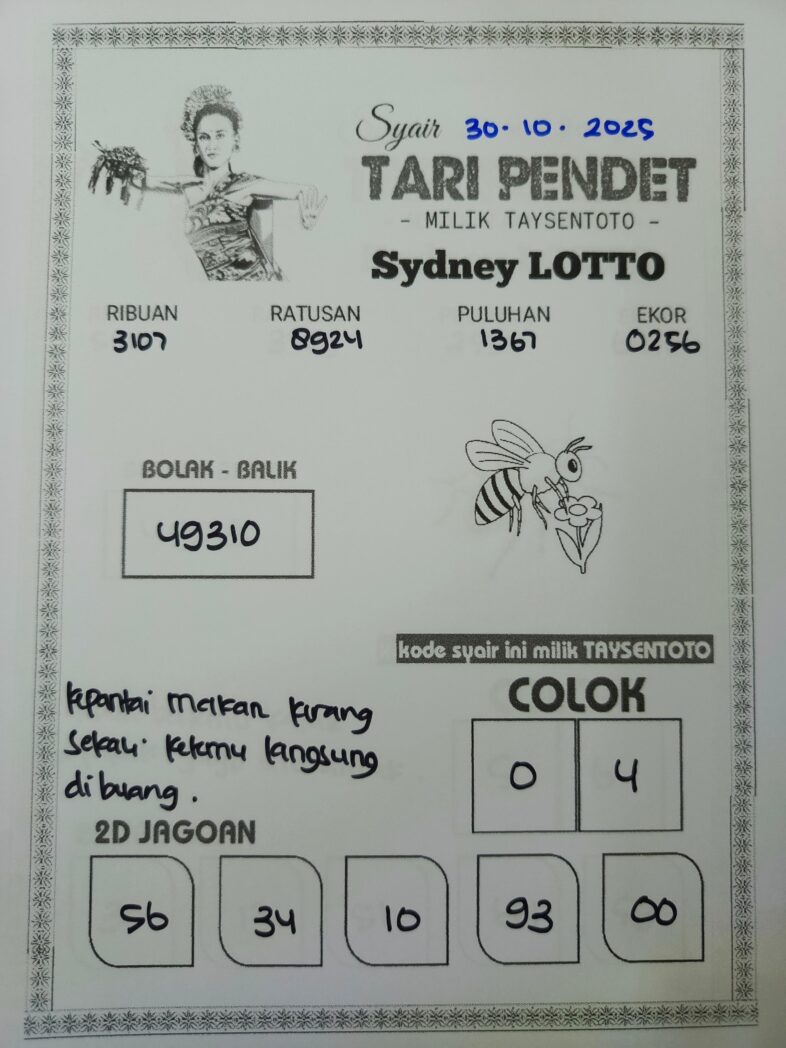 Syair 30.10.2025
TARI PENDET
- MILIK TAYSENTOTO -
Sydney LOTTO
RIBUAN RATUSAN PULUHAN EKOR
3107 8924 1367 0256
BOLAK - BALIK
49310
kode syair ini milik TAYSENTOTO
COLOK
0 4
kepantai makan kerang
sekali ketemu langsung
dibuang.
2D JAGOAN
56 34 10 93 00